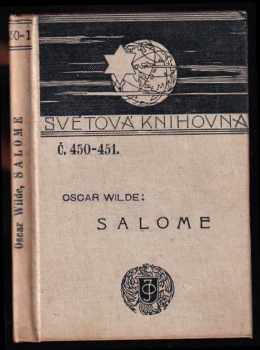 SVĚTOVÁ KNIHOVNA
Č. 450-451.
OSCAR WILDE:
SALOME
Oscar Wilde, SALOME